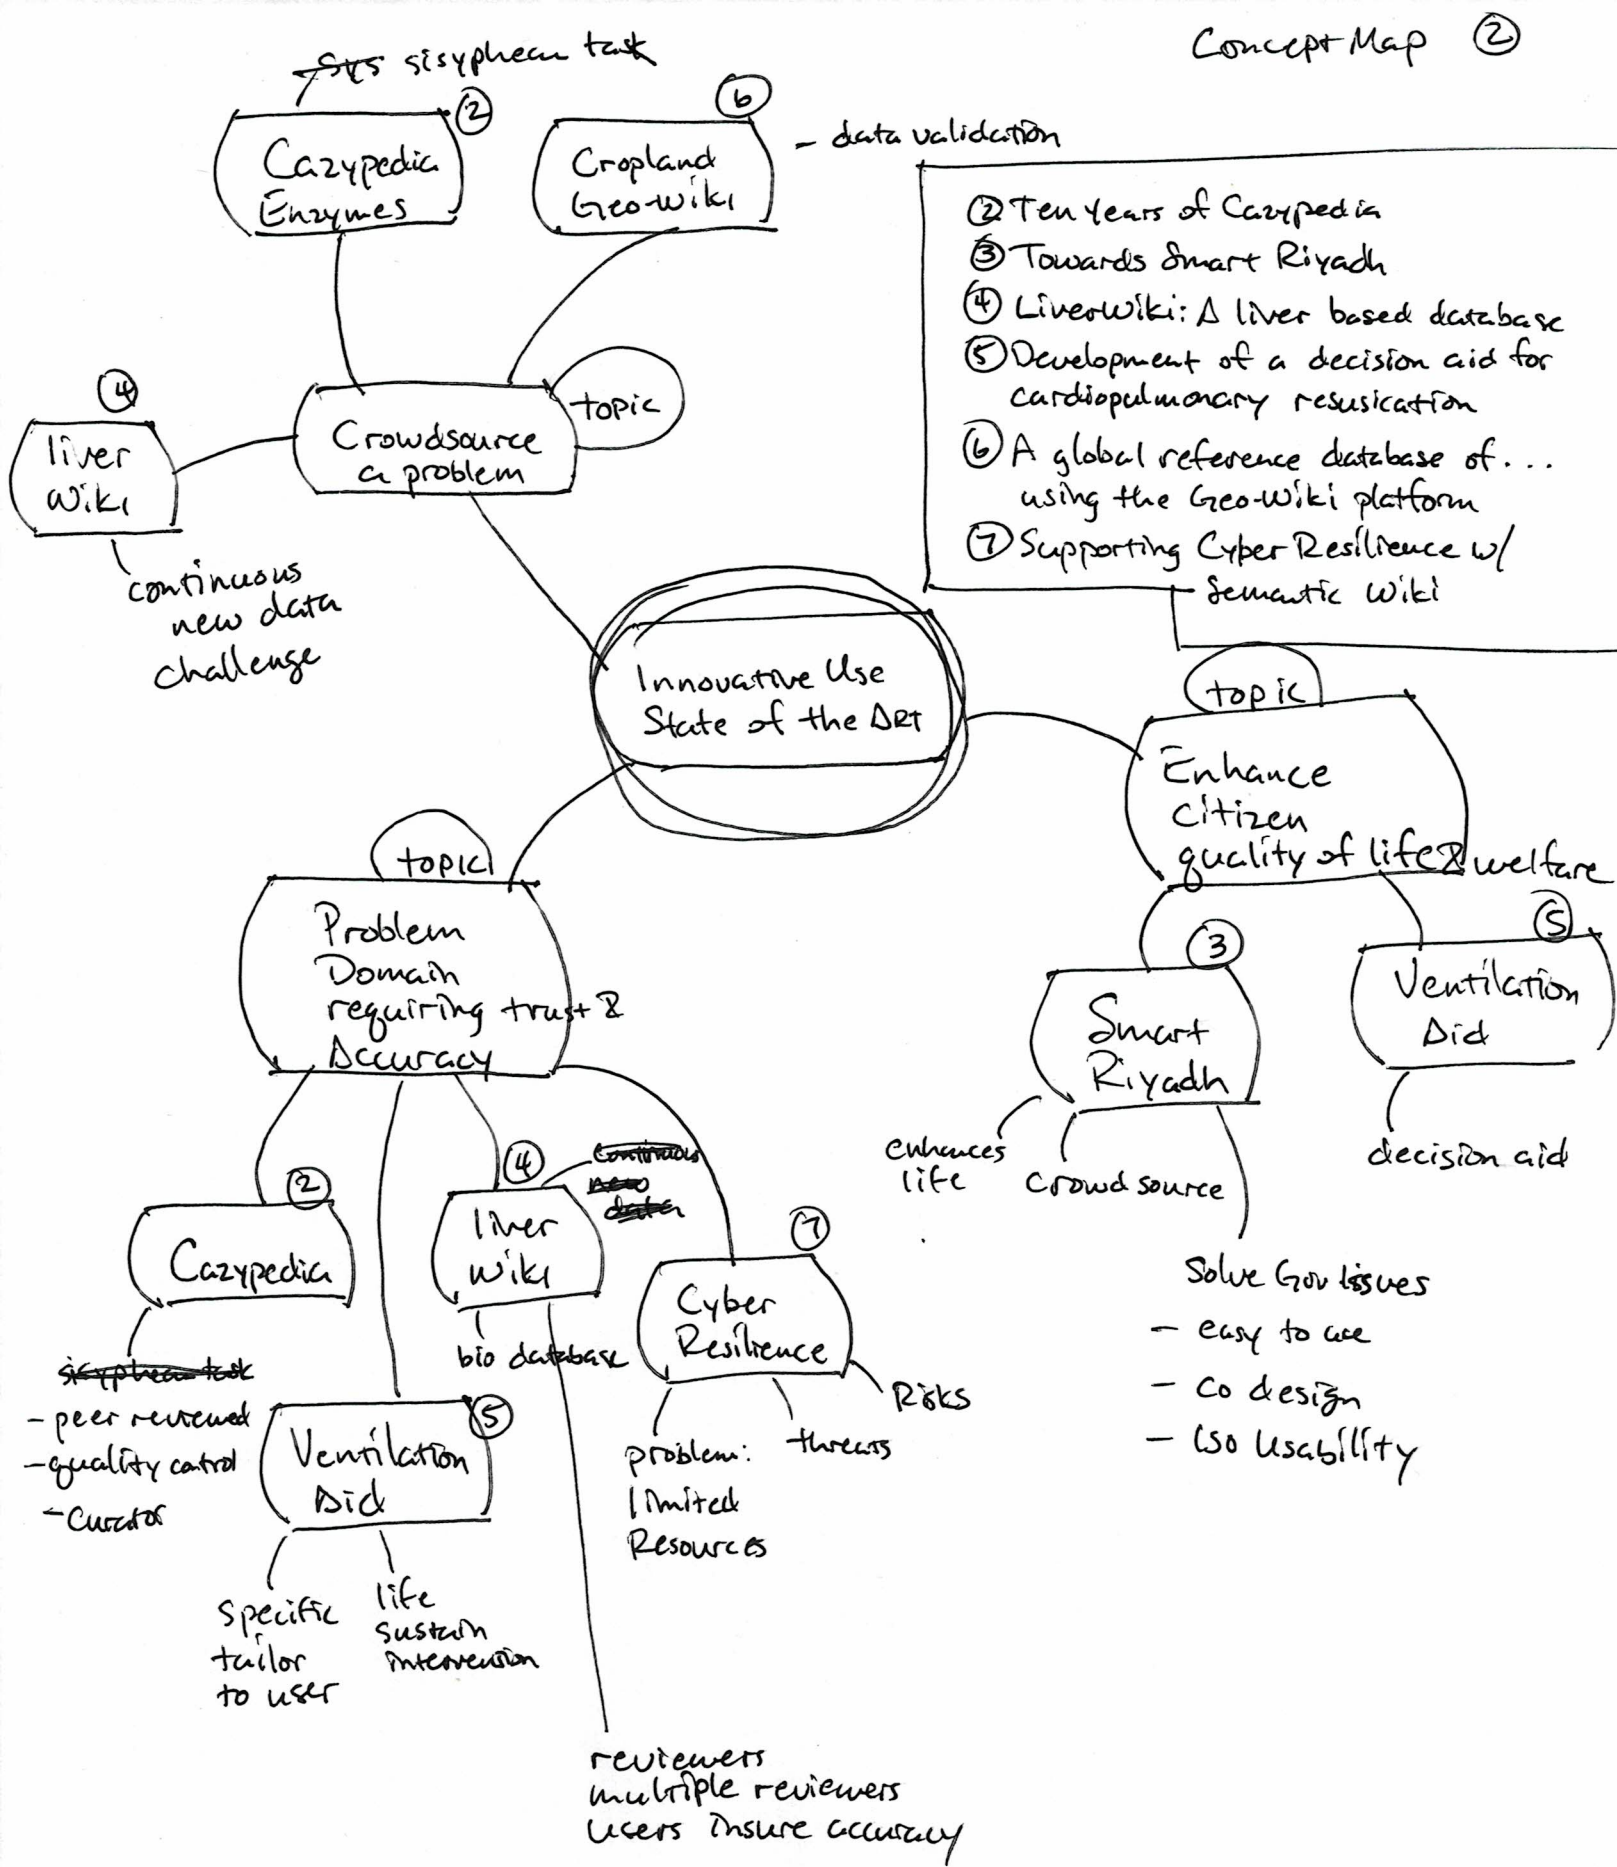 Concept Map ②
sisyphean task
②
Cazypedia
Enzymes
⑥
Cropland
Geo-Wiki
- data validation
② Ten Years of Cazypedia
③ Towards Smart Riyadh
④ LiverWiki: A liver based database
⑤ Development of a decision aid for
cardiopulmonary resusication
⑥ A global reference database of...
using the Geo-Wiki platform
⑦ Supporting Cyber Resilience w/
Semantic Wiki
topic
Crowdsource
a problem
④
liver
Wiki
continuous
new data
challenge
Innovative Use
State of the ART
topic
Enhance
Citizen
quality of life & welfare
③
Smart
Riyadh
enhances
life
crowdsource
Solve Gov Issues
- easy to use
- co design
- ISO Usability
⑤
Ventilation
Aid
decision aid
topic
Problem
Domain
requiring trust &
Accuracy
②
Cazypedia
sisyphean task
- peer reviewed
- quality control
- Curator
⑤
Ventilation
Aid
Specific
tailor
to user
life
sustain
intervention
④
liver
Wiki
continuous
new
data
bio database
reviewers
multiple reviewers
users insure accuracy
⑦
Cyber
Resilience
problem:
limited
Resources
threats
Risks